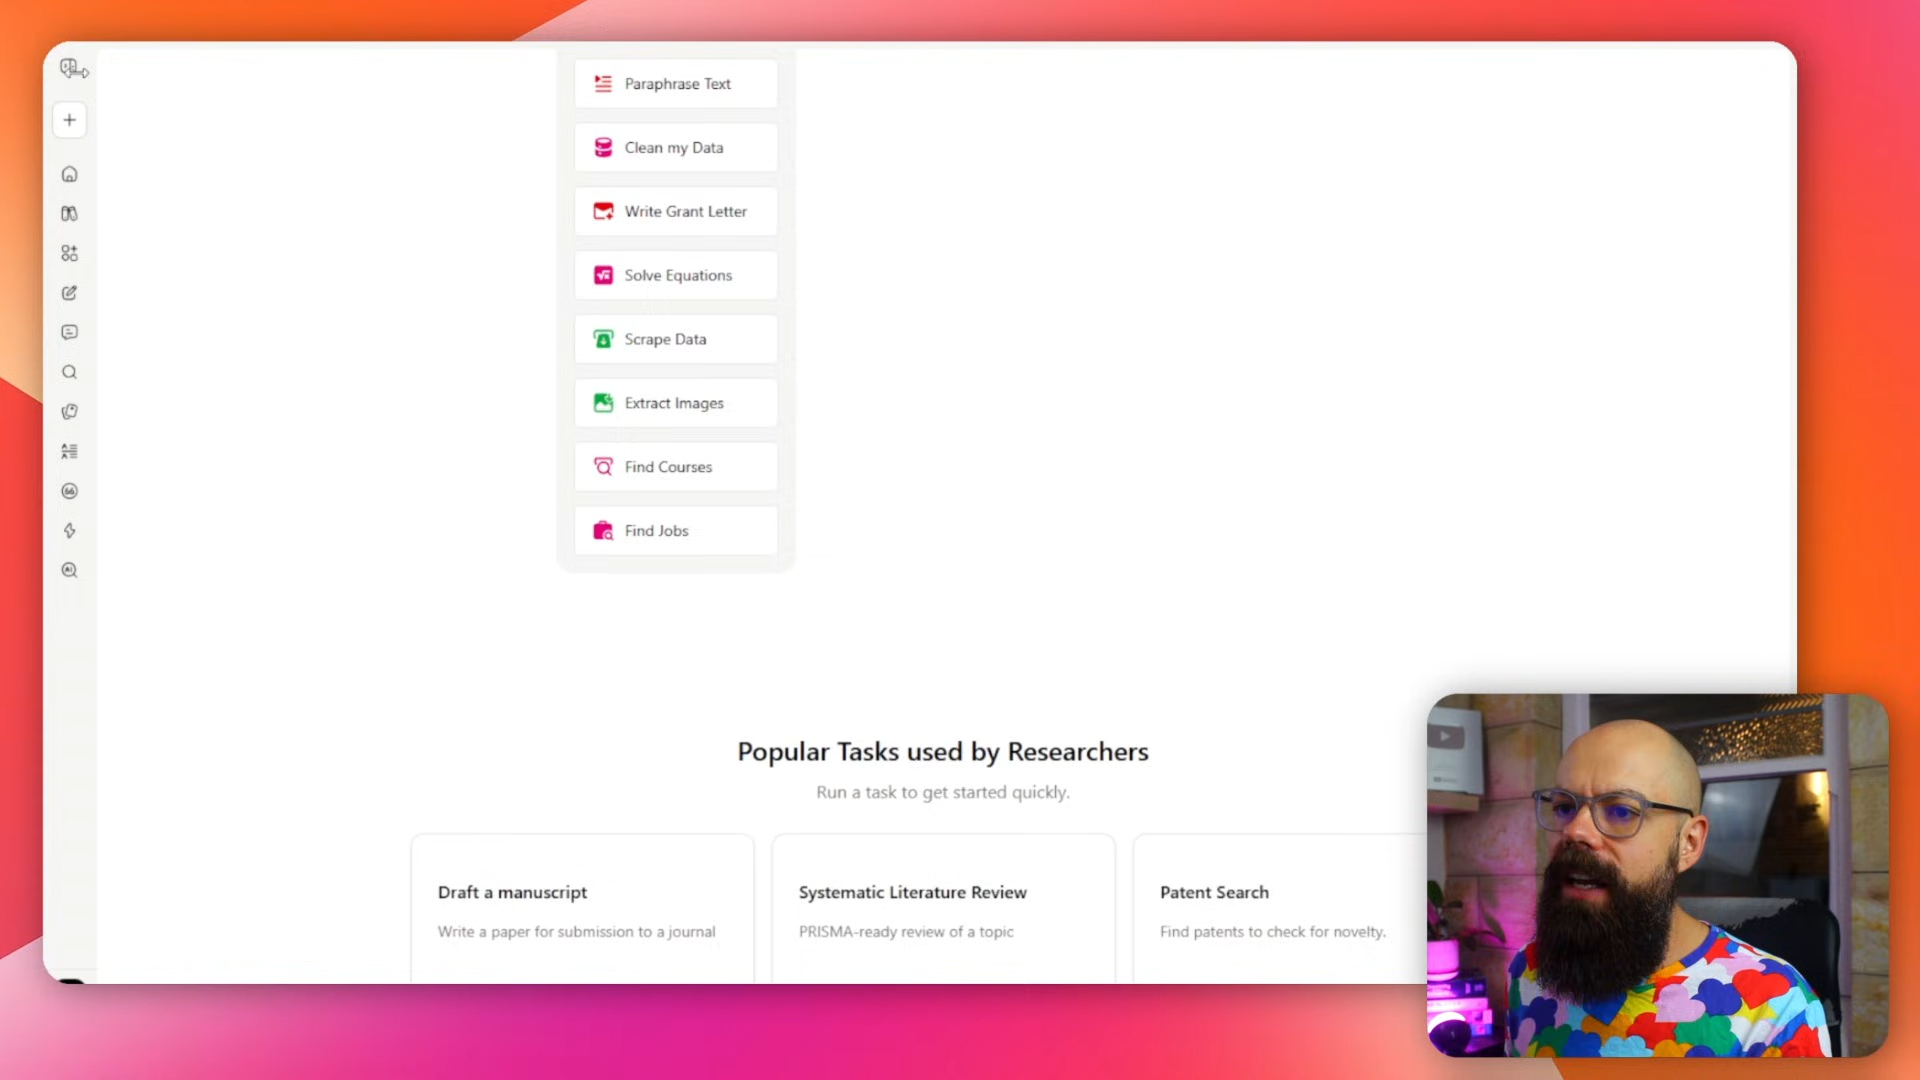 Paraphrase Text
Clean my Data
Write Grant Letter
Solve Equations
Scrape Data
Extract Images
Find Courses
Find Jobs
Popular Tasks used by Researchers
Run a task to get started quickly.
Draft a manuscript
Write a paper for submission to a journal
Systematic Literature Review
PRISMA-ready review of a topic
Patent Search
Find patents to check for novelty.